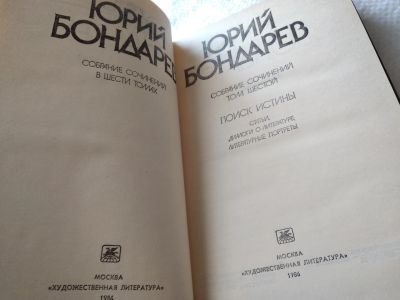 ЮРИЙ
БОНДАРЕВ
СОБРАНИЕ СОЧИНЕНИЙ
В ШЕСТИ ТОМАХ
МОСКВА
«ХУДОЖЕСТВЕННАЯ ЛИТЕРАТУРА»
1986
ЮРИЙ
БОНДАРЕВ
СОБРАНИЕ СОЧИНЕНИЙ
ТОМ ШЕСТОЙ
ПОИСК ИСТИНЫ
СТАТЬИ
ДИАЛОГИ О ЛИТЕРАТУРЕ
ЛИТЕРАТУРНЫЕ ПОРТРЕТЫ
МОСКВА
«ХУДОЖЕСТВЕННАЯ ЛИТЕРАТУРА»
1986